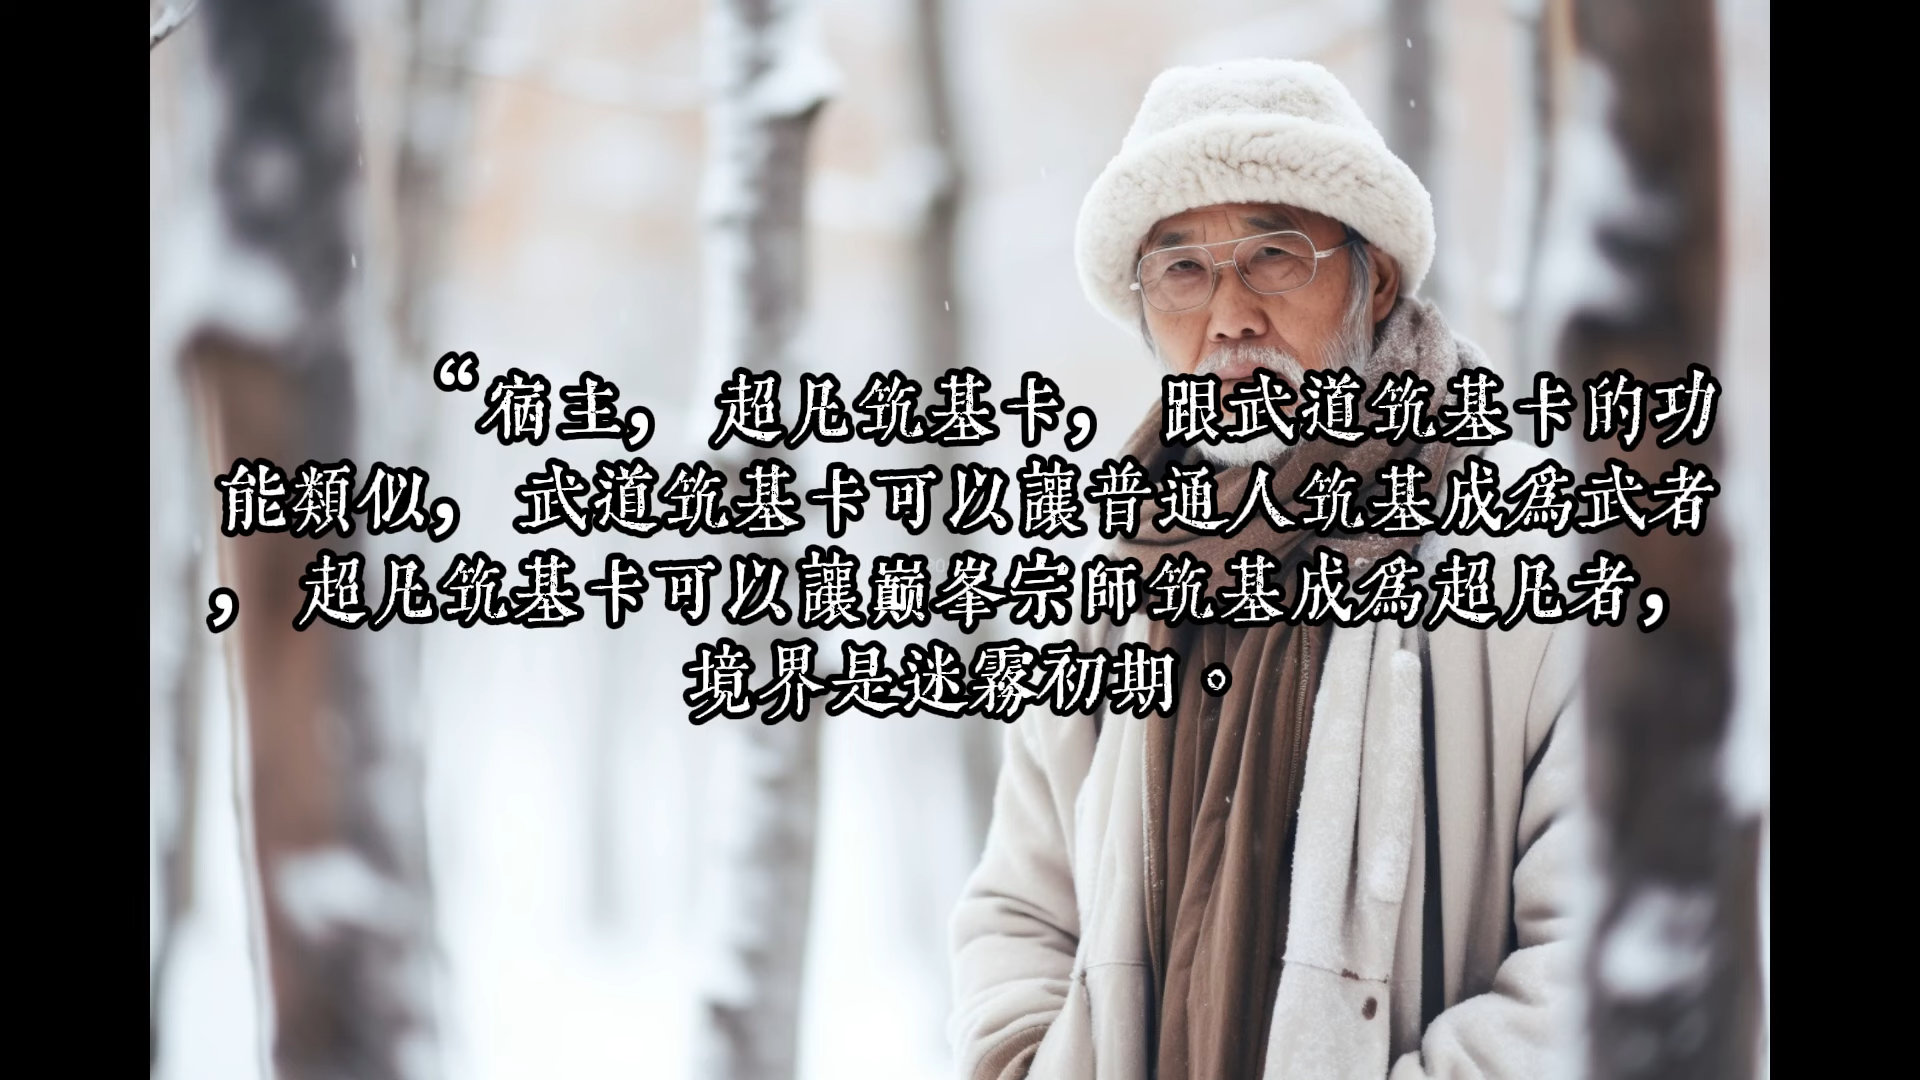 “宿主， 超凡筑基卡， 跟武道筑基卡的功
能類似， 武道筑基卡可以讓普通人筑基成爲武者
， 超凡筑基卡可以讓巅峯宗師筑基成爲超凡者，
境界是迷霧初期。